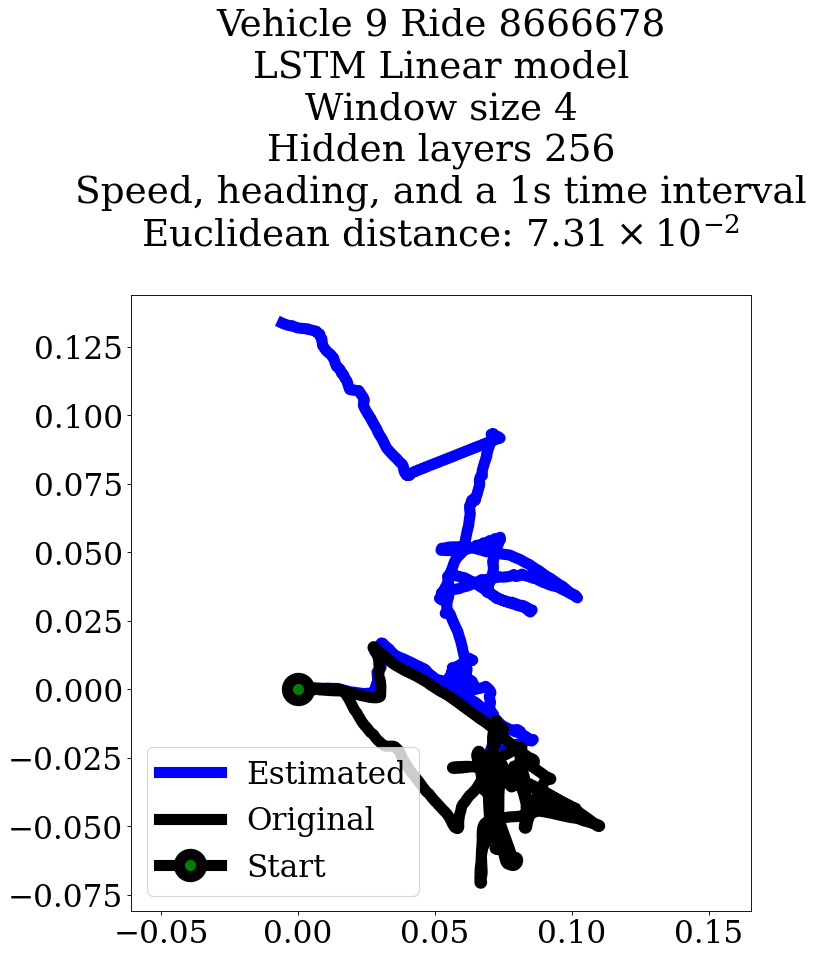 Vehicle 9 Ride 8666678
LSTM Linear model
Window size 4
Hidden layers 256
Speed, heading, and a 1s time interval
Euclidean distance: $7.31 \times 10^{-2}$
0.125
0.100
0.075
0.050
0.025
0.000
−0.025
−0.050
−0.075
Estimated
Original
Start
−0.05 0.00 0.05 0.10 0.15